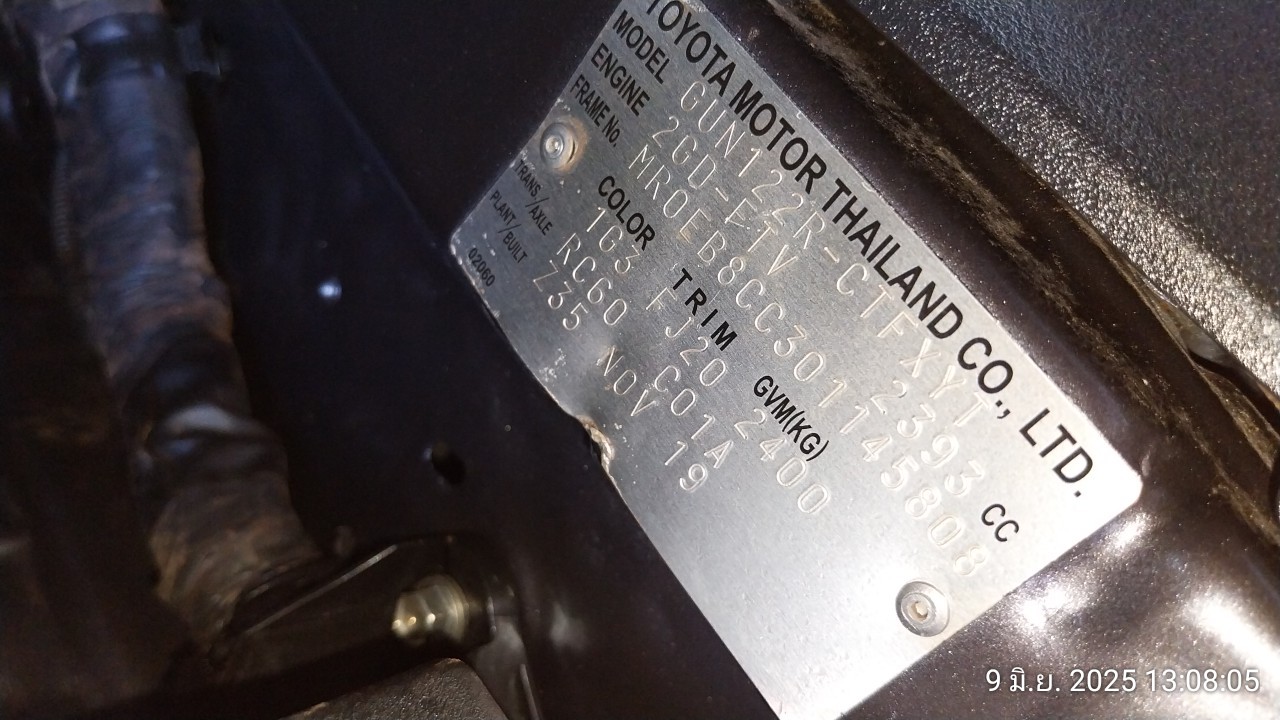 TOYOTA MOTOR THAILAND CO., LTD.
MODEL GUN122R-CTFXYT
ENGINE 2GD-FTV 2393 CC
FRAME No. MR0EB8CC301145808
COLOR TRIM GVM(KG)
1G3 FJ20 2400
TRANS/AXLE RC60 C01A
PLANT/BUILT Z35 NOV 19
02060
9 มิ.ย. 2025 13:08:05